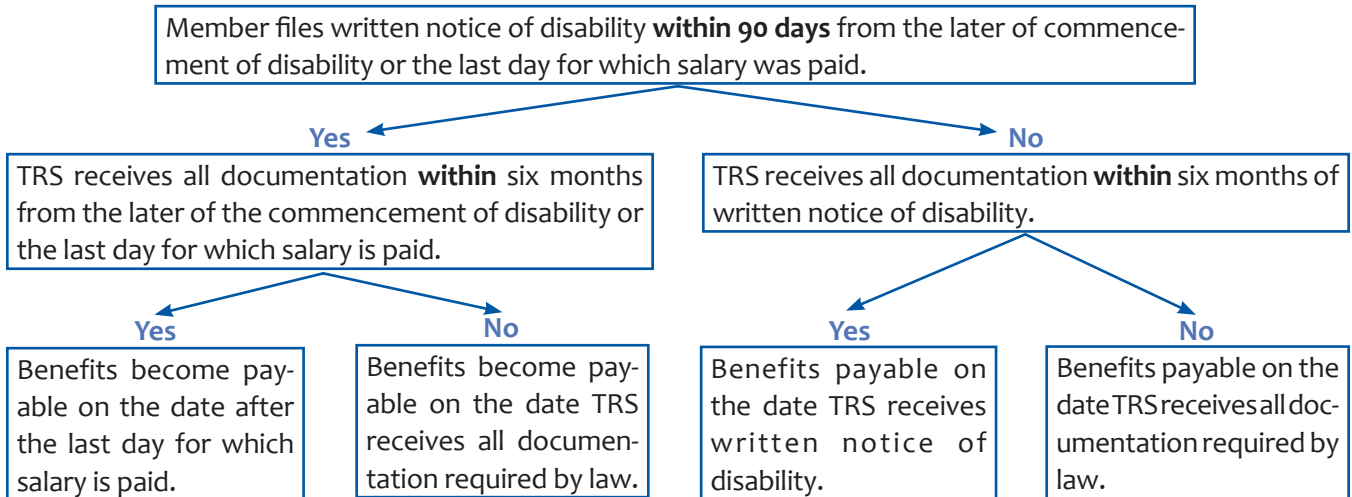 Member files written notice of disability within 90 days from the later of commence-
ment of disability or the last day for which salary was paid.
Yes
No
TRS receives all documentation within six months
from the later of the commencement of disability or
the last day for which salary is paid.
TRS receives all documentation within six months of
written notice of disability.
Yes
No
Yes
No
Benefits become pay-
able on the date after
the last day for which
salary is paid.
Benefits become pay-
able on the date TRS
receives all documen-
tation required by law.
Benefits payable on
the date TRS receives
written notice of
disability.
Benefits payable on the
date TRS receives all doc-
umentation required by
law.